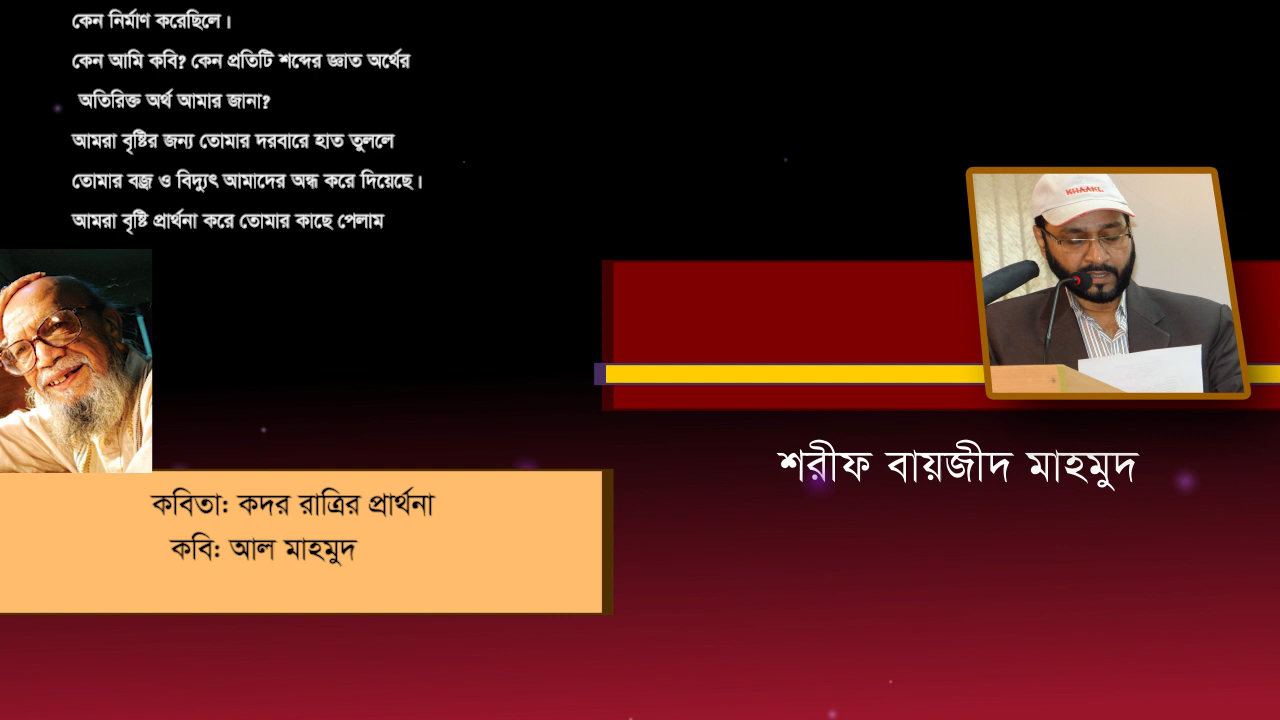 কেন নির্মাণ করেছিলে।
কেন আমি কবি? কেন প্রতিটি শব্দের জ্ঞাত অর্থের
অতিরিক্ত অর্থ আমার জানা?
আমরা বৃষ্টির জন্য তোমার দরবারে হাত তুললে
তোমার বজ্র ও বিদ্যুৎ আমাদের অন্ধ করে দিয়েছে।
আমরা বৃষ্টি প্রার্থনা করে তোমার কাছে পেলাম
KHAARL
শরীফ বায়জীদ মাহমুদ
কবিতা: কদর রাত্রির প্রার্থনা
কবি: আল মাহমুদ